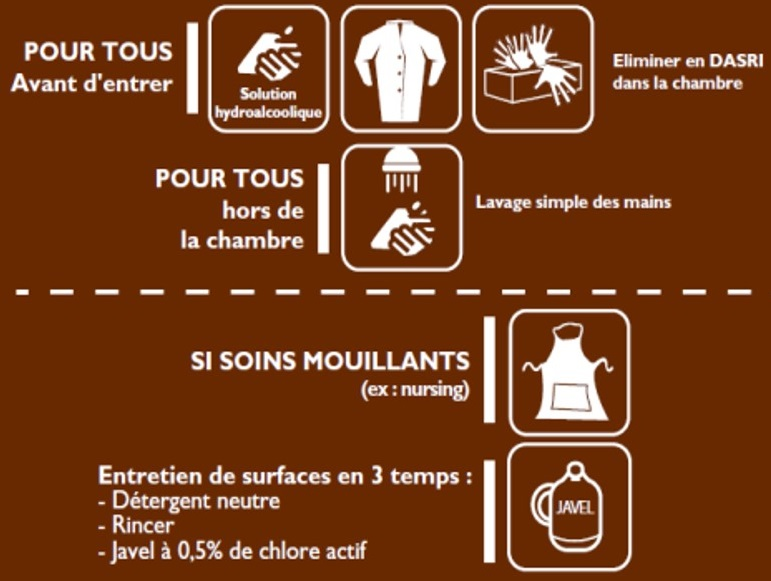 POUR TOUS
Avant d'entrer
Solution
hydroalcoolique
Eliminer en DASRI
dans la chambre
POUR TOUS
hors de
la chambre
Lavage simple des mains
SI SOINS MOUILLANTS
(ex : nursing)
Entretien de surfaces en 3 temps :
- Détergent neutre
- Rincer
- Javel à 0,5% de chlore actif
JAVEL